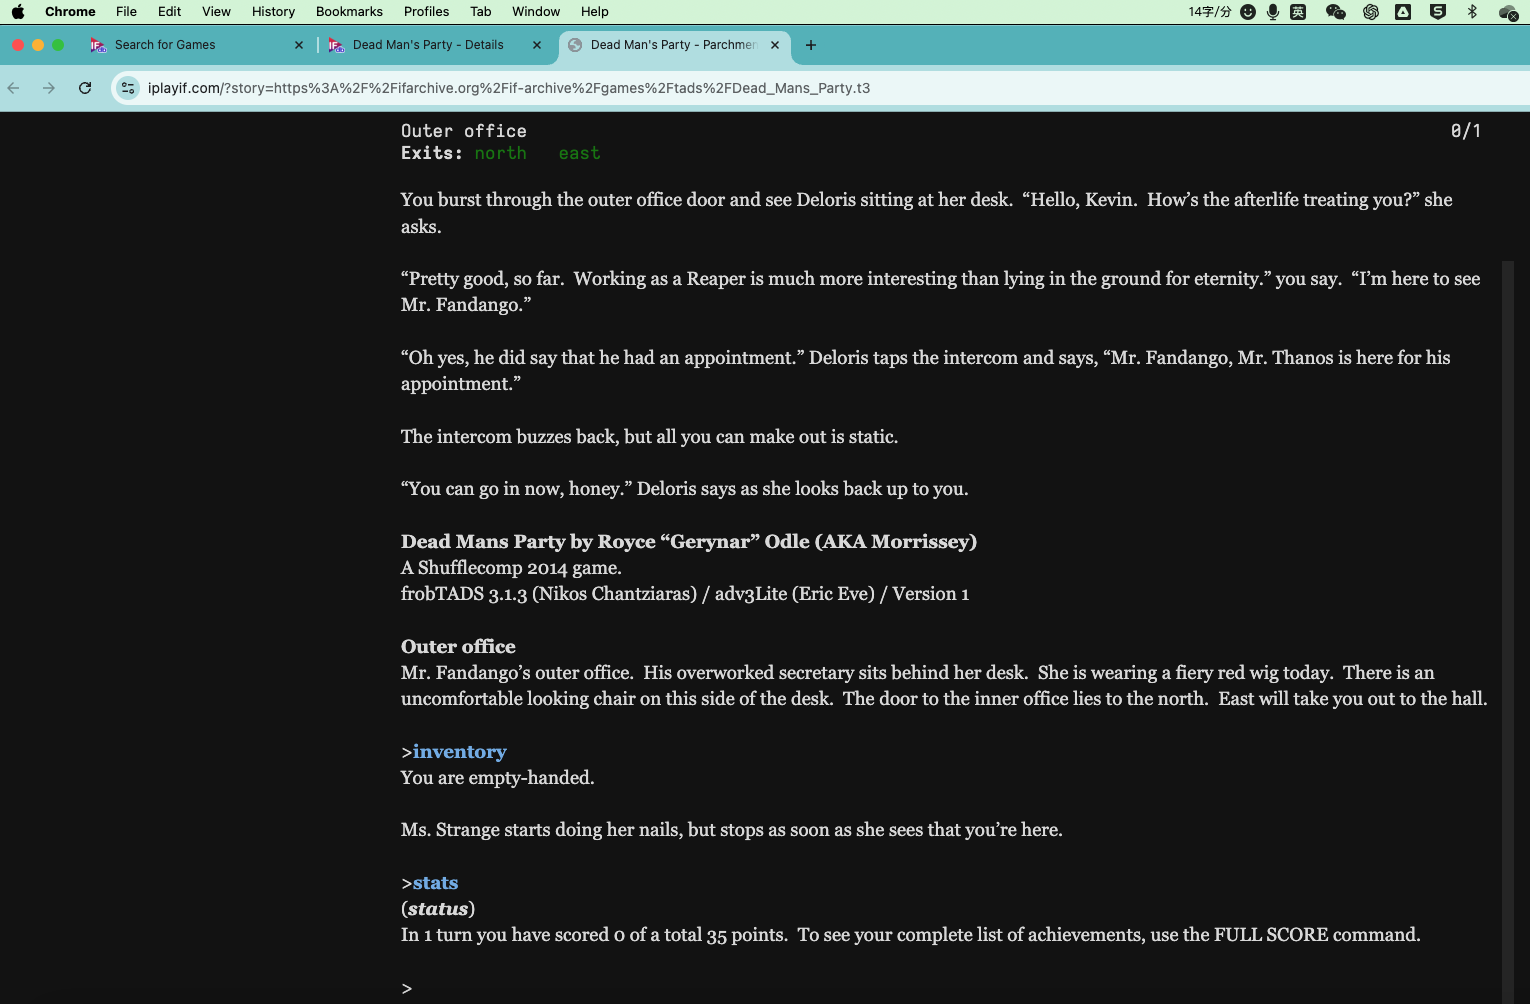 Chrome File Edit View History Bookmarks Profiles Tab Window Help 14字/分 英
Search for Games Dead Man's Party - Details Dead Man's Party - Parchmen
iplayif.com/?story=https%3A%2F%2Fifarchive.org%2Fif-archive%2Fgames%2Ftads%2FDead_Mans_Party.t3
Outer office 0/1
Exits: north east
You burst through the outer office door and see Deloris sitting at her desk. “Hello, Kevin. How’s the afterlife treating you?” she
asks.
“Pretty good, so far. Working as a Reaper is much more interesting than lying in the ground for eternity.” you say. “I’m here to see
Mr. Fandango.”
“Oh yes, he did say that he had an appointment.” Deloris taps the intercom and says, “Mr. Fandango, Mr. Thanos is here for his
appointment.”
The intercom buzzes back, but all you can make out is static.
“You can go in now, honey.” Deloris says as she looks back up to you.
Dead Mans Party by Royce “Gerynar” Odle (AKA Morrissey)
A Shufflecomp 2014 game.
frobTADS 3.1.3 (Nikos Chantziaras) / adv3Lite (Eric Eve) / Version 1
Outer office
Mr. Fandango’s outer office. His overworked secretary sits behind her desk. She is wearing a fiery red wig today. There is an
uncomfortable looking chair on this side of the desk. The door to the inner office lies to the north. East will take you out to the hall.
>inventory
You are empty-handed.
Ms. Strange starts doing her nails, but stops as soon as she sees that you’re here.
>stats
(status)
In 1 turn you have scored 0 of a total 35 points. To see your complete list of achievements, use the FULL SCORE command.
>